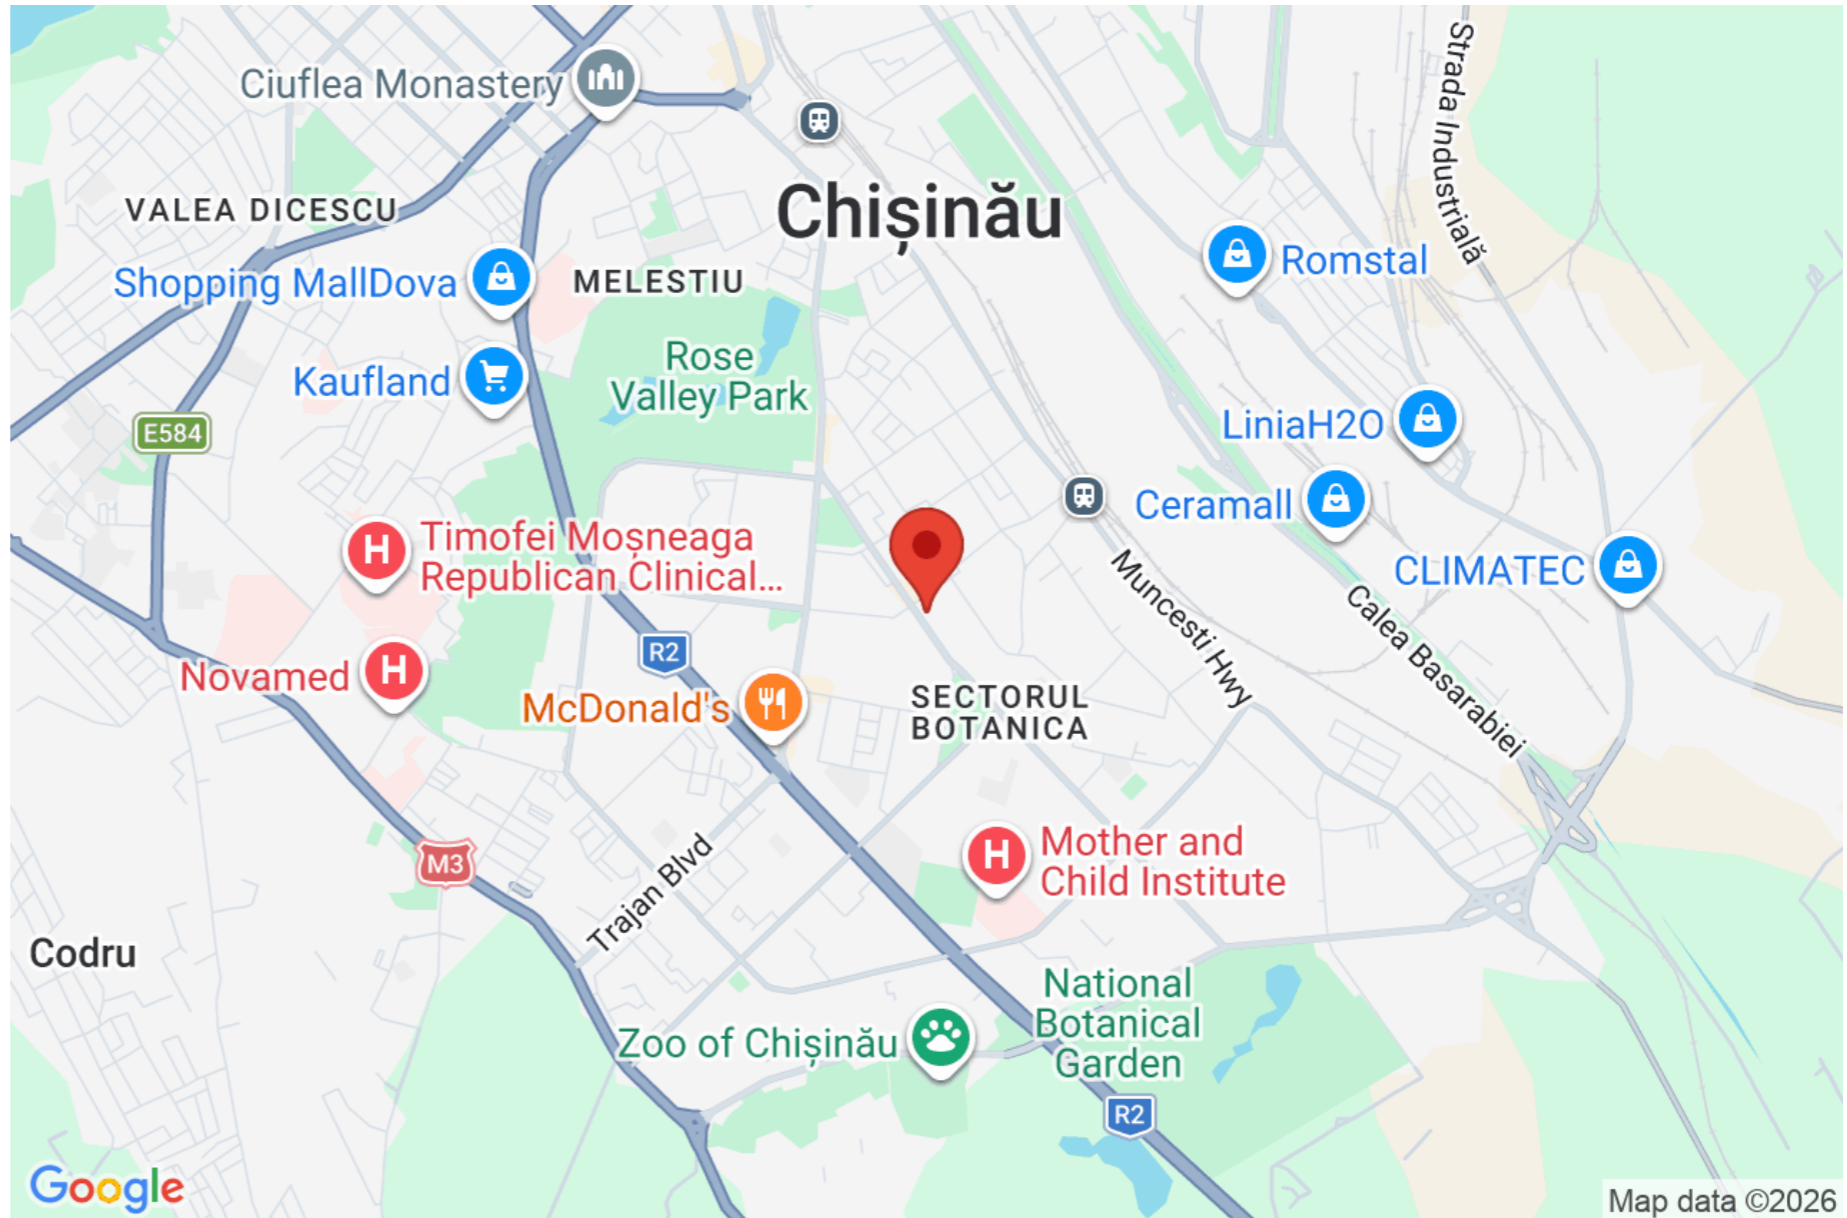 Ciuflea Monastery
Strada Industrială
Chișinău
VALEA DICESCU
Shopping MallDova
MELESTIU
Romstal
Rose
Valley Park
Kaufland
E584
LiniaH2O
Ceramall
H
Timofei Moșneaga
Republican Clinical...
CLIMATEC
Muncesti Hwy
Calea Basarabiei
R2
Novamed
H
McDonald's
SECTORUL
BOTANICA
M3
Trajan Blvd
H
Mother and
Child Institute
Codru
National
Botanical
Garden
Zoo of Chișinău
R2
Google
Map data ©2026